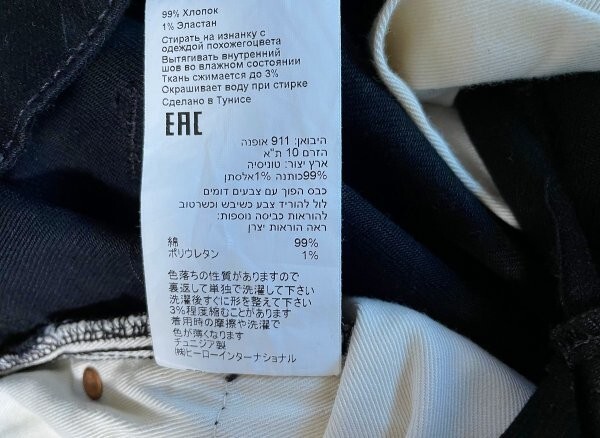 99% Хлопок
1% Эластан
Стирать на изнанку с
одеждой похожегоцвета
Вытягивать внутренний
шов во влажном состоянии
Ткань сжимается до 3%
Окрашивает воду при стирке
Сделано в Тунисе
EAC
היבואן: 911 אופנה
הזרם 10 ת"א
ארץ יצור: טוניסיה
99%כותנה 1%אלסתן
כבס הפוך עם צבעים דומים
לול להוריד צבע כשיבש וכשרטוב
להוראות כביסה נוספות:
ראה הוראות יצרן
綿 99%
ポリウレタン 1%
色落ちの性質がありますので
裏返して単独で洗濯して下さい
洗濯後すぐに形を整えて下さい
3%程度縮むことがあります
着用時の摩擦や洗濯で
色が薄くなります
チュニジア製
㈱ヒーローインターナショナル